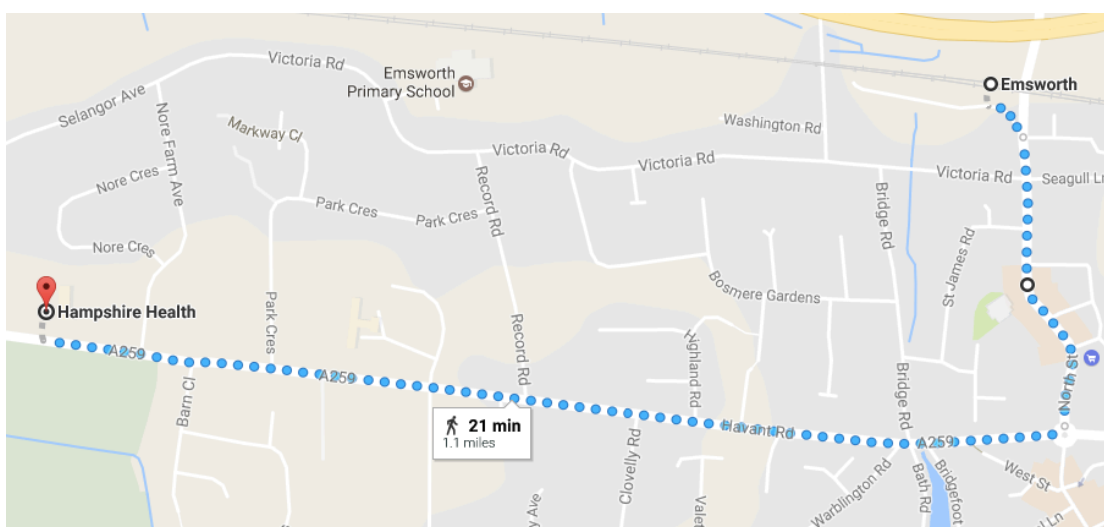 Victoria Rd
Emsworth
Primary School
Emsworth
Selangor Ave
Nore Farm Ave
Markway Cl
Washington Rd
Victoria Rd
Victoria Rd
Victoria Rd
Seagull Ln
Nore Cres
Record Rd
Bridge Rd
Park Cres
Park Cres
St James Rd
Nore Cres
Bosmere Gardens
Hampshire Health
Park Cres
Record Rd
Highland Rd
A259
A259
Bridge Rd
North St
Barn Cl
21 min
1.1 miles
Havant Rd
A259
Clovelly Rd
Warblington Rd
Bath Rd
Bridgefoot
West St